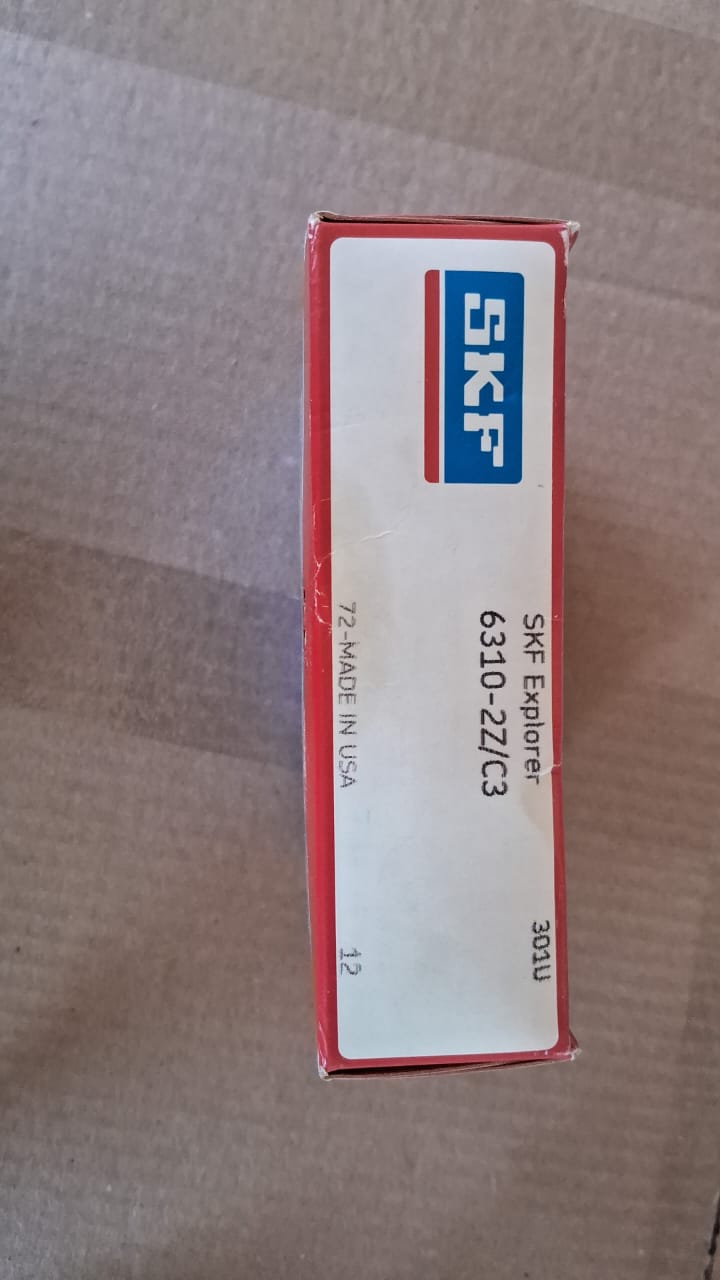 SKF
301U
SKF Explorer
6310-2Z/C3
72-MADE IN USA
12